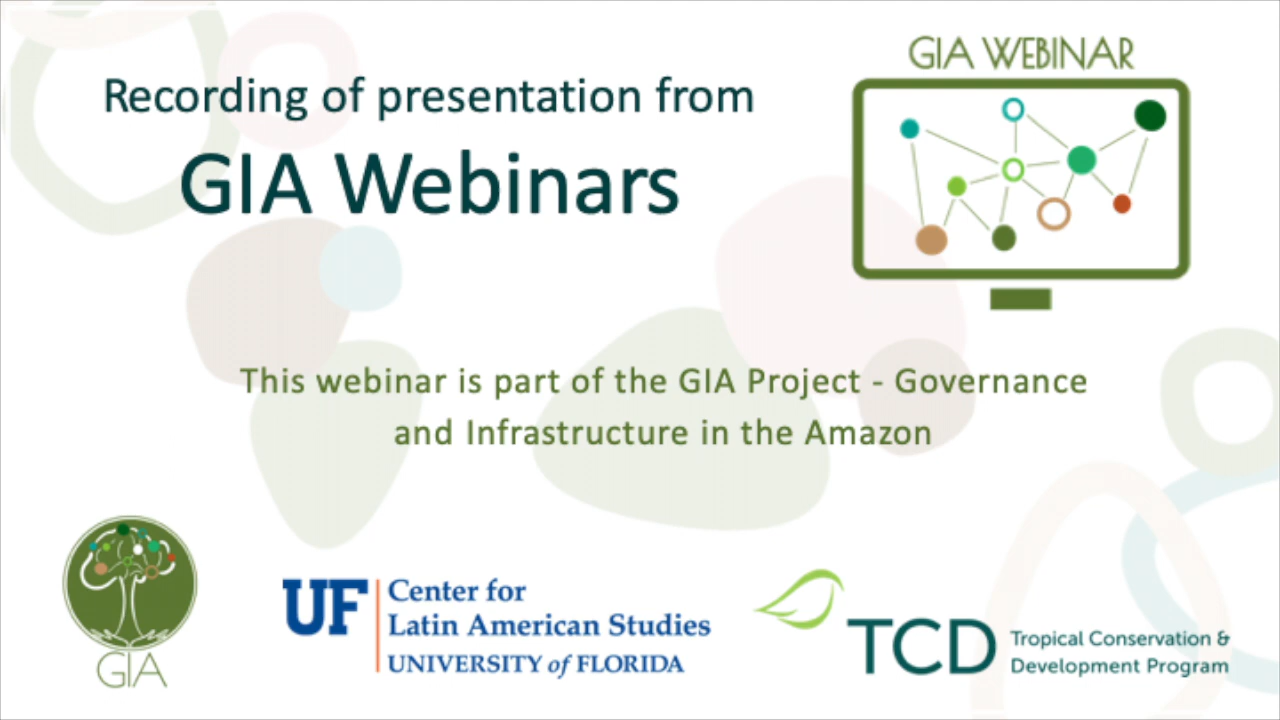 GIA WEBINAR
Recording of presentation from
GIA Webinars
This webinar is part of the GIA Project - Governance
and Infrastructure in the Amazon
GIA
UF
Center for
Latin American Studies
UNIVERSITY of FLORIDA
TCD
Tropical Conservation &
Development Program